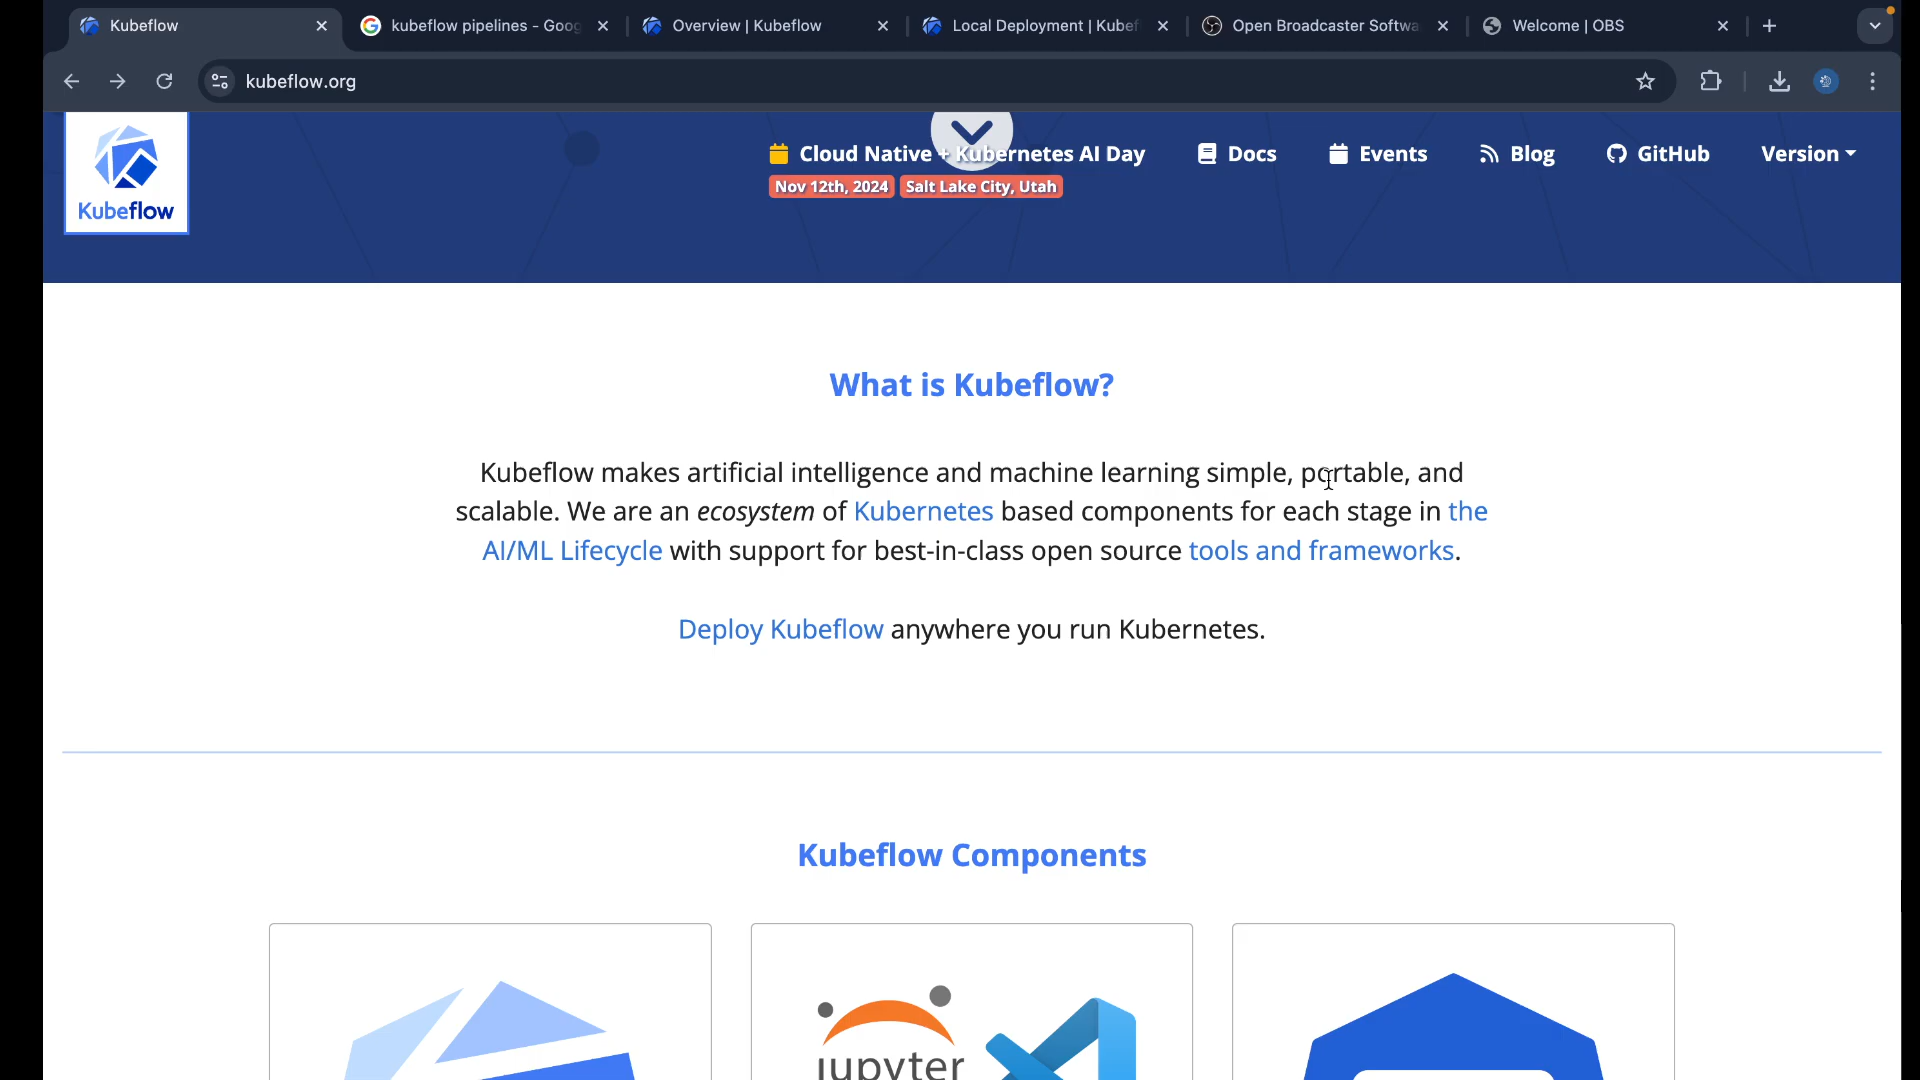 Kubeflow
kubeflow pipelines - Goog
Overview | Kubeflow
Local Deployment | Kubef
Open Broadcaster Softwa
Welcome | OBS
kubeflow.org
Kubeflow
Cloud Native + Kubernetes AI Day
Nov 12th, 2024 Salt Lake City, Utah
Docs
Events
Blog
GitHub
Version
What is Kubeflow?
Kubeflow makes artificial intelligence and machine learning simple, portable, and
scalable. We are an ecosystem of Kubernetes based components for each stage in the
AI/ML Lifecycle with support for best-in-class open source tools and frameworks.
Deploy Kubeflow anywhere you run Kubernetes.
Kubeflow Components
jupyter